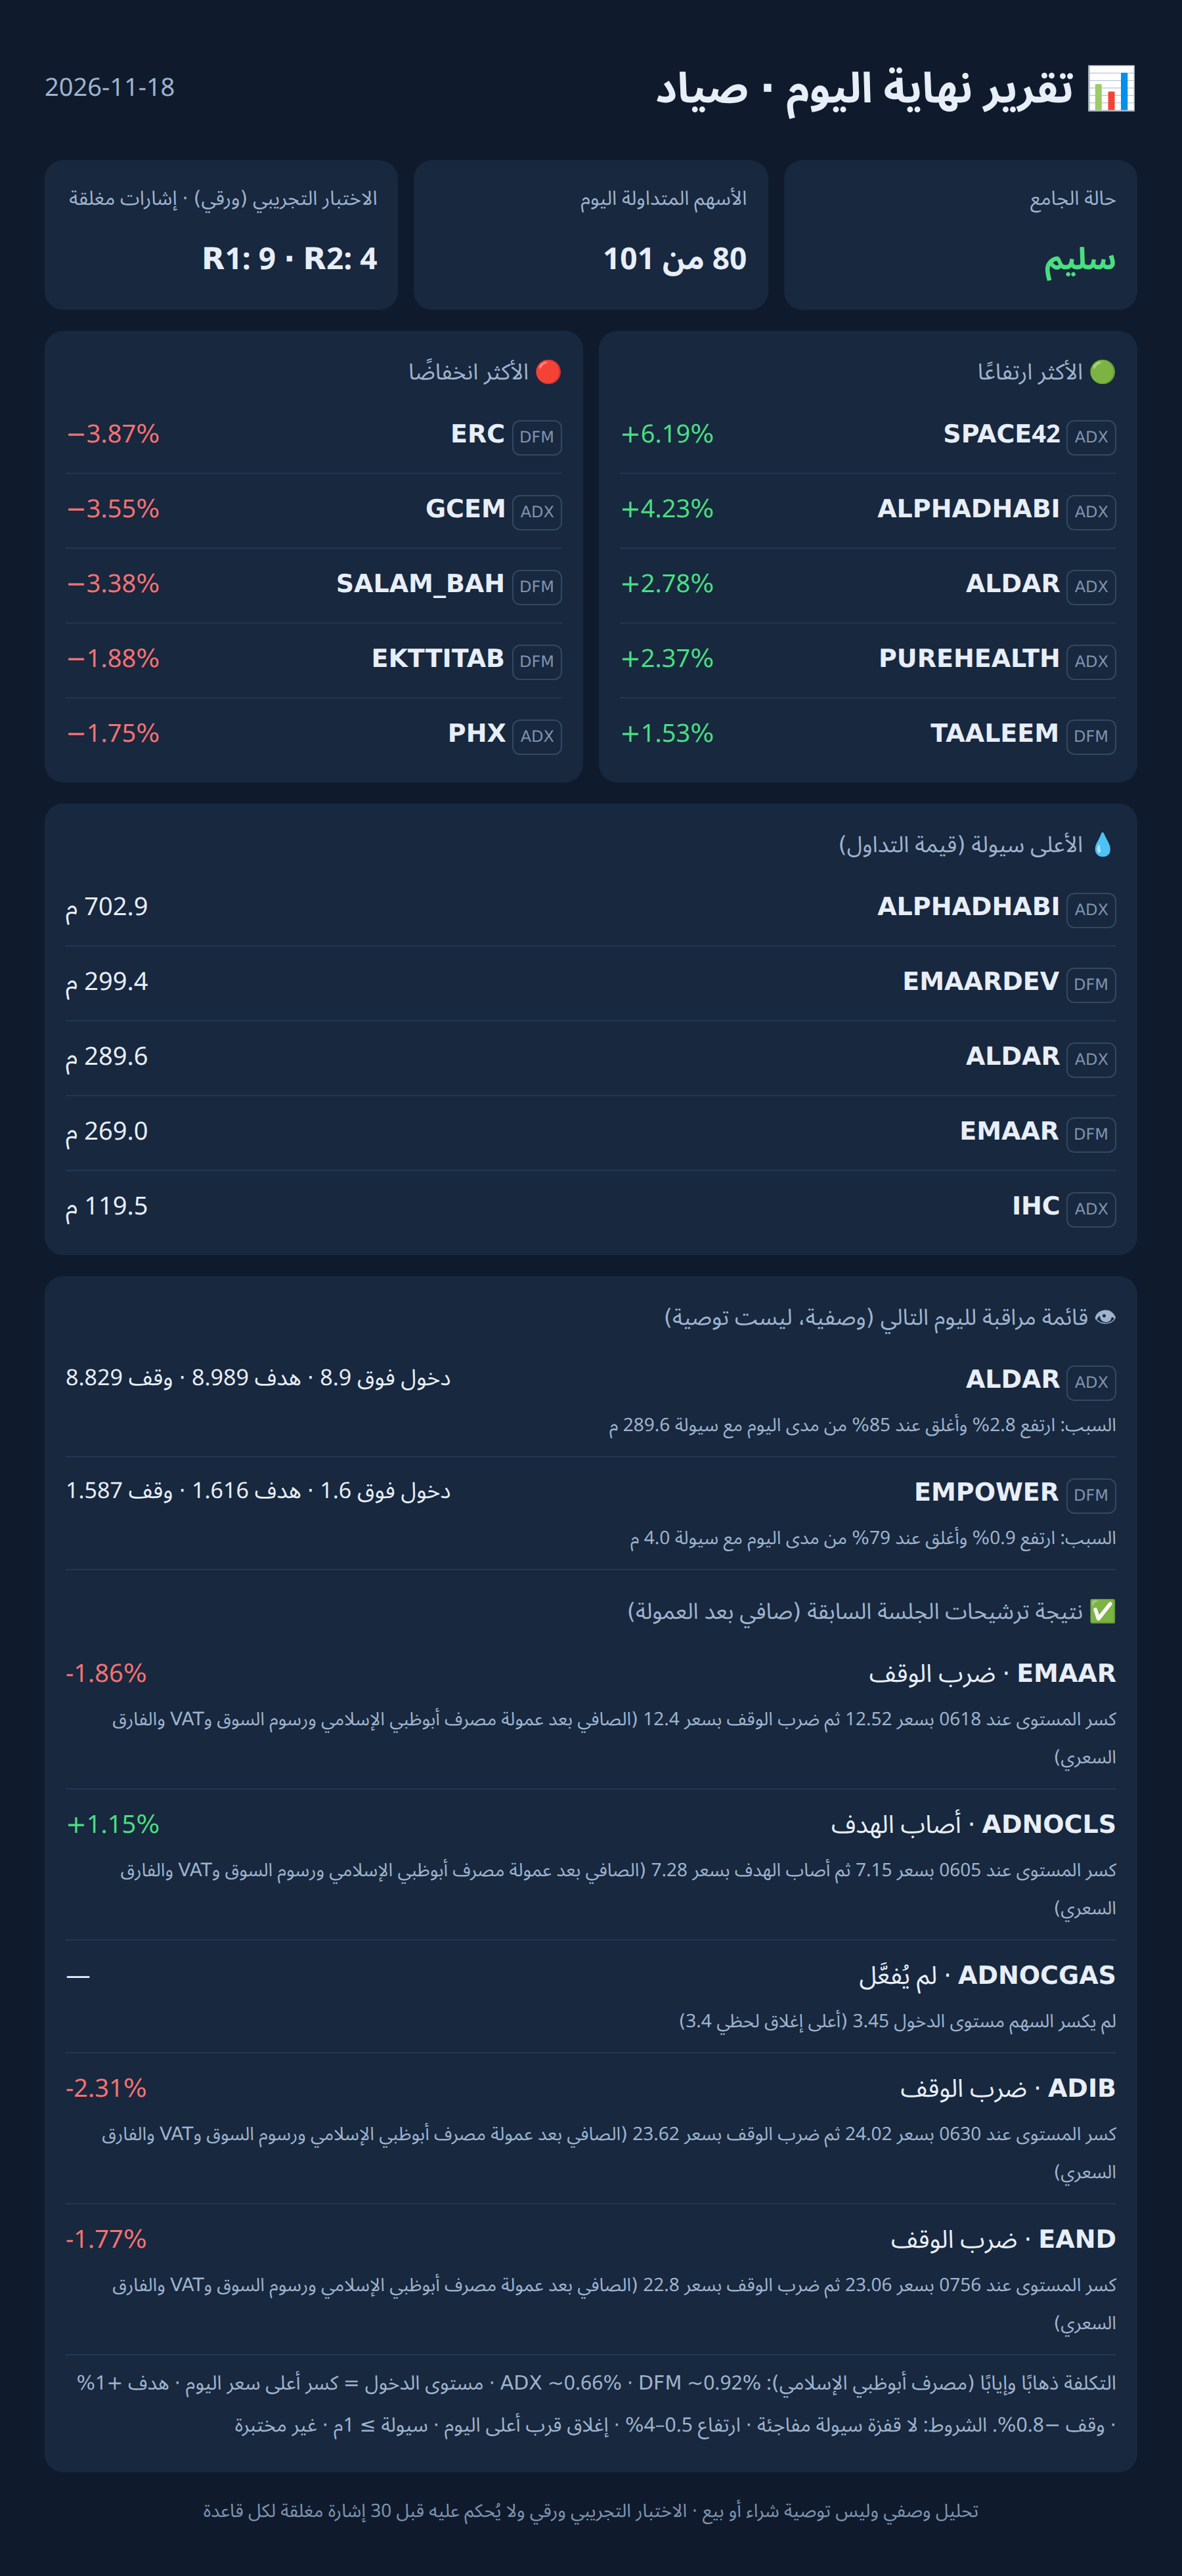 📊 تقرير نهاية اليوم · صياد
2026-11-18
حالة الجامع
سليم
الأسهم المتداولة اليوم
80 من 101
الاختبار التجريبي (ورقي) · إشارات مغلقة
R1: 9 · R2: 4
🟢 الأكثر ارتفاعًا
ADX SPACE42 +6.19%
ADX ALPHADHABI +4.23%
ADX ALDAR +2.78%
ADX PUREHEALTH +2.37%
DFM TAALEEM +1.53%
🔴 الأكثر انخفاضًا
DFM ERC −3.87%
ADX GCEM −3.55%
DFM SALAM_BAH −3.38%
DFM EKTTITAB −1.88%
ADX PHX −1.75%
💧 الأعلى سيولة (قيمة التداول)
ADX ALPHADHABI 702.9 م
DFM EMAARDEV 299.4 م
ADX ALDAR 289.6 م
DFM EMAAR 269.0 م
ADX IHC 119.5 م
👁 قائمة مراقبة لليوم التالي (وصفية، ليست توصية)
ADX ALDAR دخول فوق 8.9 · هدف 8.989 · وقف 8.829
السبب: ارتفع 2.8% وأغلق عند 85% من مدى اليوم مع سيولة 289.6 م
DFM EMPOWER دخول فوق 1.6 · هدف 1.616 · وقف 1.587
السبب: ارتفع 0.9% وأغلق عند 79% من مدى اليوم مع سيولة 4.0 م
✅ نتيجة ترشيحات الجلسة السابقة (صافي بعد العمولة)
EMAAR · ضرب الوقف -1.86%
كسر المستوى عند 0618 بسعر 12.52 ثم ضرب الوقف بسعر 12.4 (الصافي بعد عمولة مصرف أبوظبي الإسلامي ورسوم السوق وVAT والفارق
السعري)
ADNOCLS · أصاب الهدف +1.15%
كسر المستوى عند 0605 بسعر 7.15 ثم أصاب الهدف بسعر 7.28 (الصافي بعد عمولة مصرف أبوظبي الإسلامي ورسوم السوق وVAT والفارق
السعري)
ADNOCGAS · لم يُفعَّل —
لم يكسر السهم مستوى الدخول 3.45 (أعلى إغلاق لحظي 3.4)
ADIB · ضرب الوقف -2.31%
كسر المستوى عند 0630 بسعر 24.02 ثم ضرب الوقف بسعر 23.62 (الصافي بعد عمولة مصرف أبوظبي الإسلامي ورسوم السوق وVAT والفارق
السعري)
EAND · ضرب الوقف -1.77%
كسر المستوى عند 0756 بسعر 23.06 ثم ضرب الوقف بسعر 22.8 (الصافي بعد عمولة مصرف أبوظبي الإسلامي ورسوم السوق وVAT والفارق
السعري)
التكلفة ذهابًا وإيابًا (مصرف أبوظبي الإسلامي): ADX ~0.66% · DFM ~0.92% · مستوى الدخول = كسر أعلى سعر اليوم · هدف +1%
· وقف −0.8%. الشروط: لا قفزة سيولة مفاجئة · ارتفاع 0.5–4% · إغلاق قرب أعلى اليوم · سيولة ≥ 1م · غير مختبرة
تحليل وصفي وليس توصية شراء أو بيع · الاختبار التجريبي ورقي ولا يُحكم عليه قبل 30 إشارة مغلقة لكل قاعدة